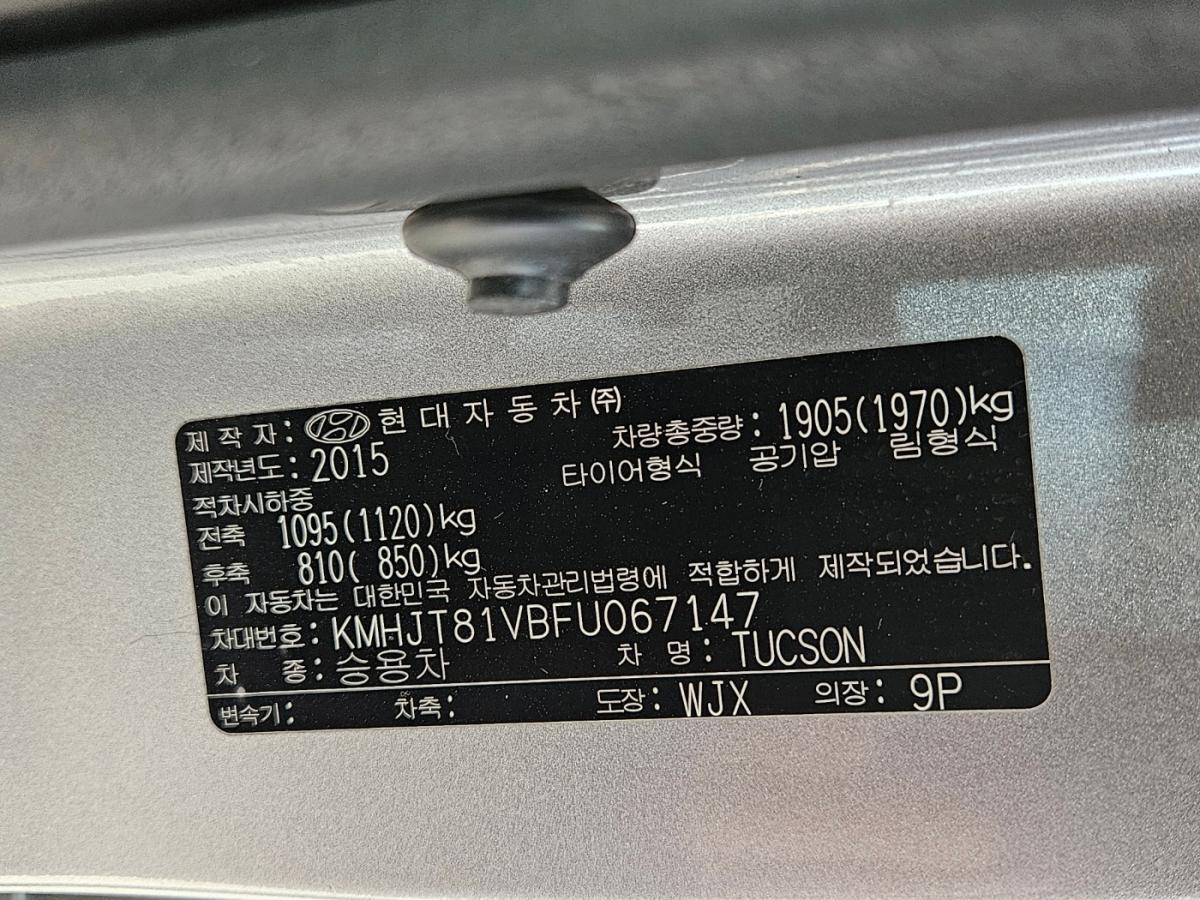 제 작 자: 현대자동차㈜
제작년도: 2015 차량총중량: 1905(1970)kg
적차시하중 타이어형식 공기압 림형식
전축 1095(1120)kg
후축 810( 850)kg
이 자동차는 대한민국 자동차관리법령에 적합하게 제작되었습니다.
차대번호: KMHJT81VBFU067147
차 종: 승용차 차 명: TUCSON
변속기: 차축: 도장: WJX 의장: 9P